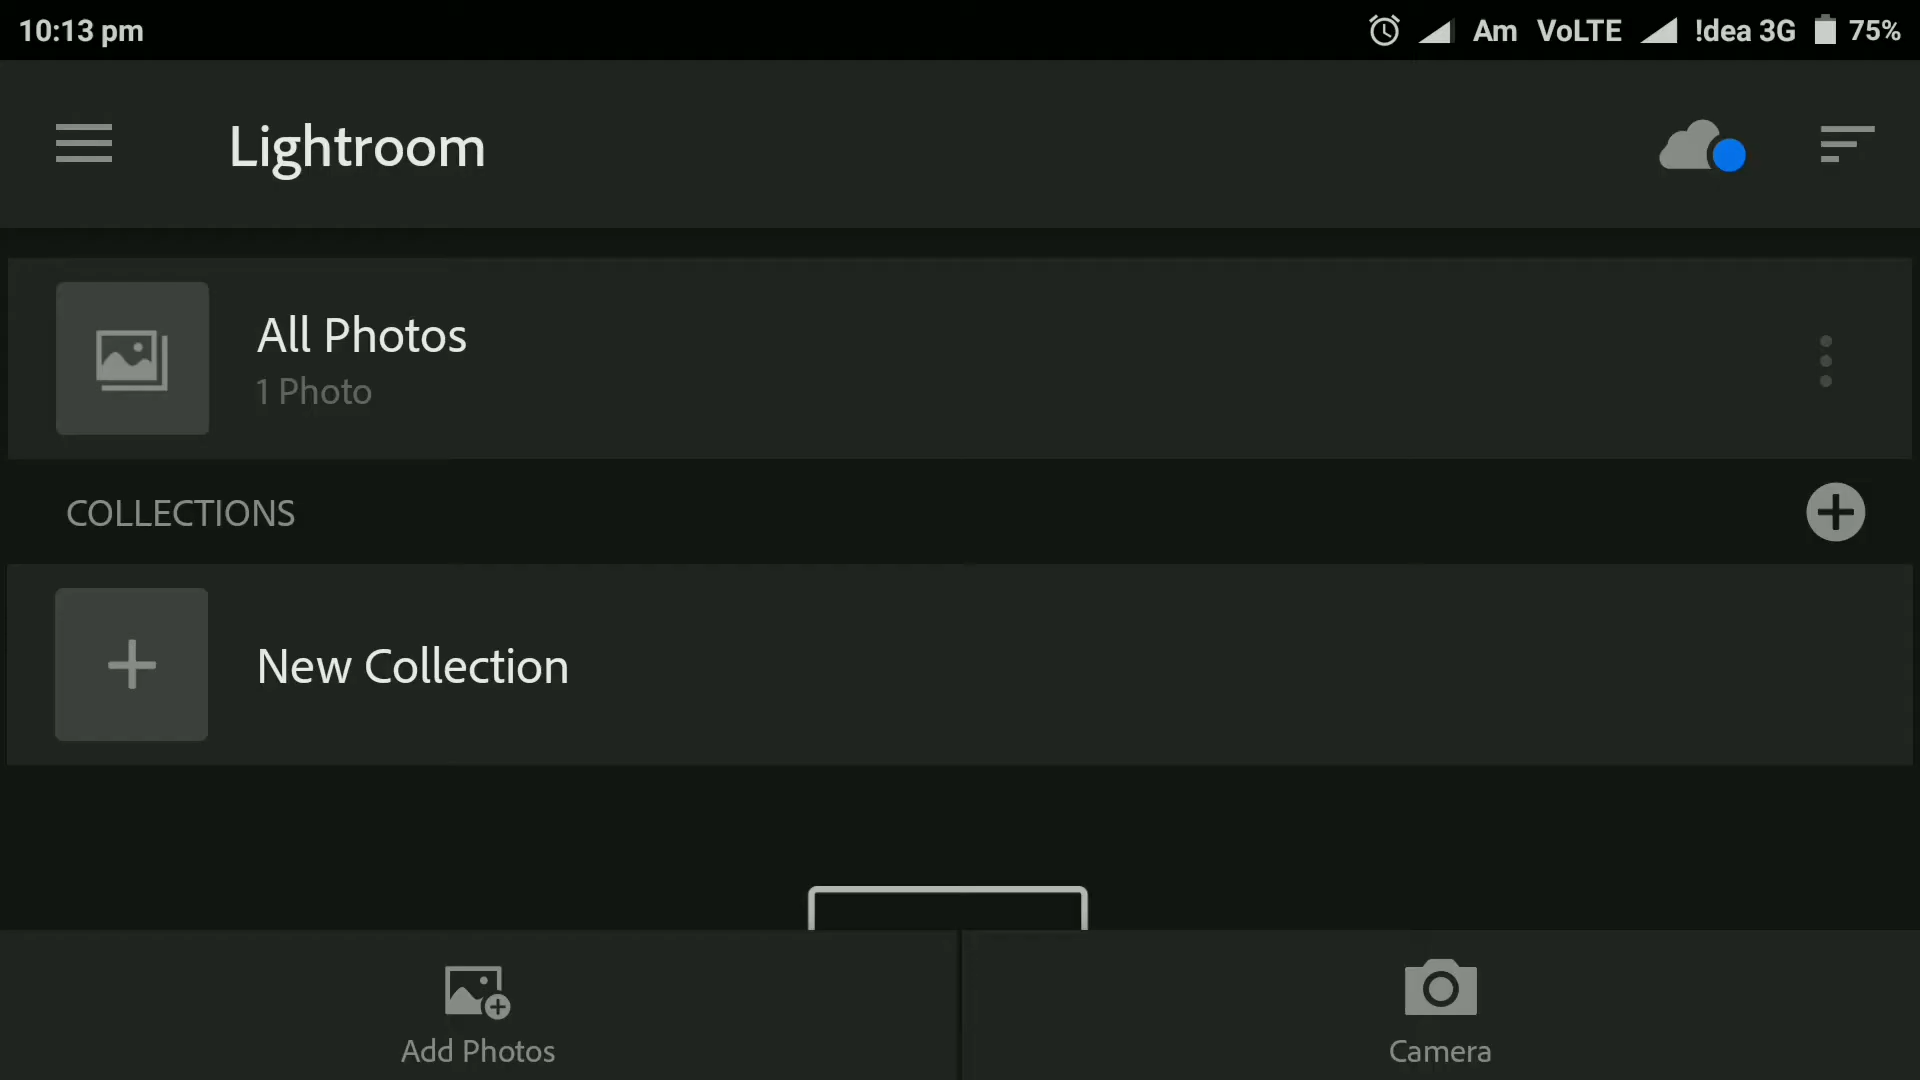 10:13 pm
Am VoLTE !dea 3G 75%
Lightroom
All Photos
1 Photo
COLLECTIONS
New Collection
Add Photos
Camera